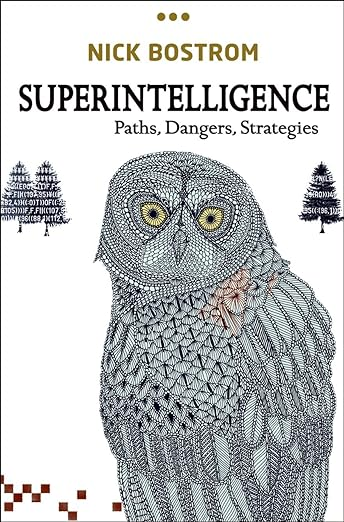 NICK BOSTROM
SUPERINTELLIGENCE
Paths, Dangers, Strategies